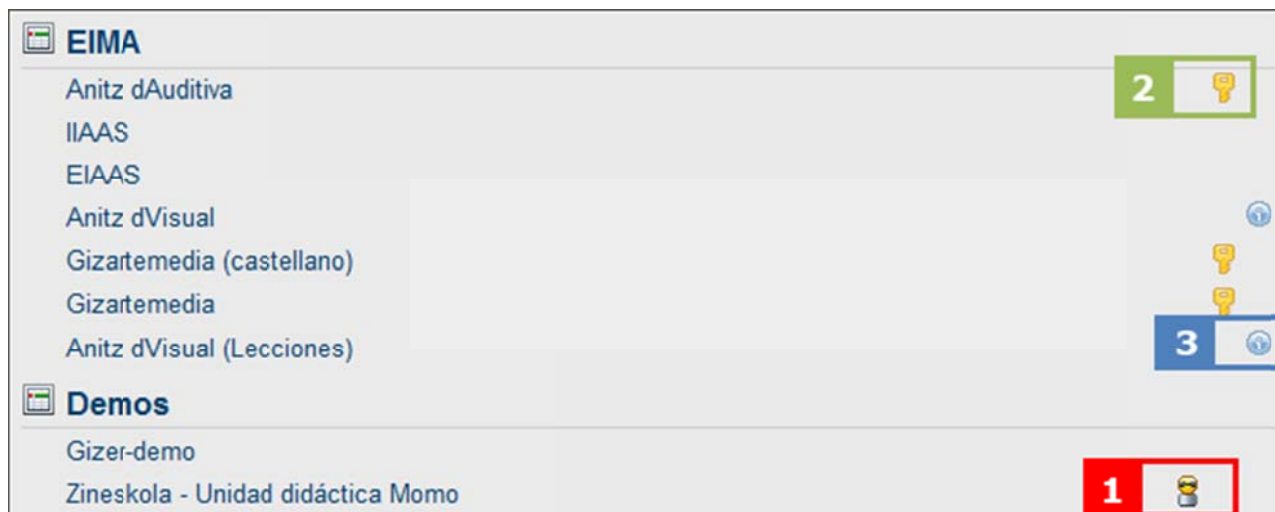 EIMA
Anitz dAuditiva 2
IIAAS
EIAAS
Anitz dVisual
Gizartemedia (castellano)
Gizartemedia
Anitz dVisual (Lecciones) 3
Demos
Gizer-demo
Zineskola - Unidad didáctica Momo 1